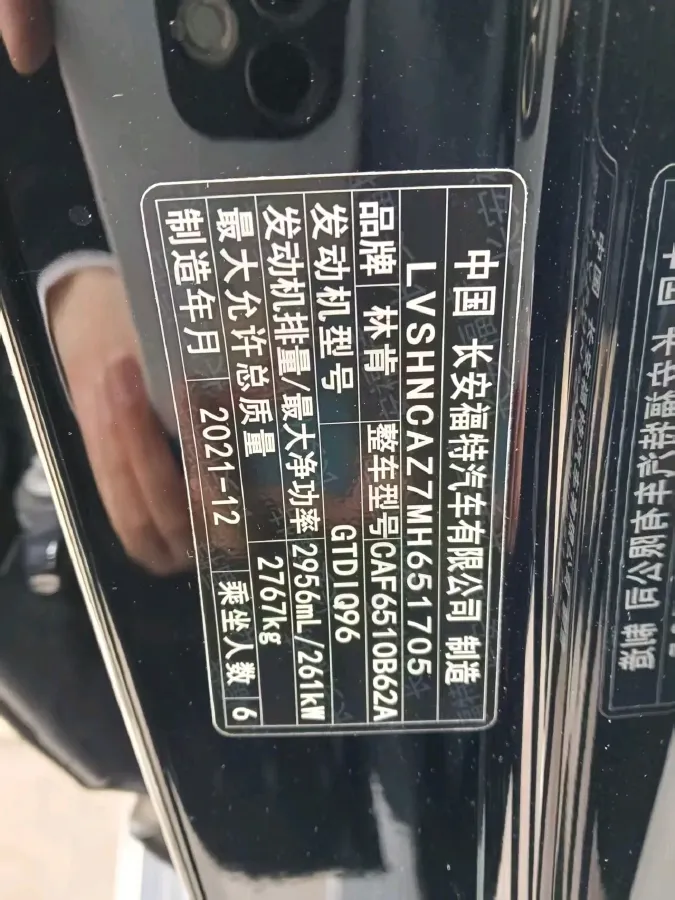 中国 长安福特汽车有限公司 制造
LVSHNCAZ7MH651705
品牌 林肯 整车型号 CAF6510B62A
发动机型号 GTDIQ96
发动机排量/最大净功率 2956mL/261kW
最大允许总质量 2767kg
制造年月 2021-12 乘坐人数 6